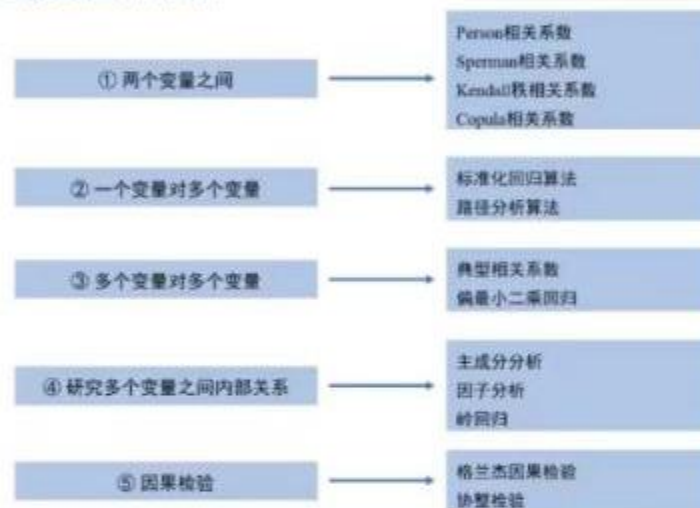 ① 两个变量之间
Person相关系数
Sperman相关系数
Kendall秩相关系数
Copula相关系数
② 一个变量对多个变量
标准化回归算法
路径分析算法
③ 多个变量对多个变量
典型相关系数
偏最小二乘回归
④ 研究多个变量之间内部关系
主成分分析
因子分析
岭回归
⑤ 因果检验
格兰杰因果检验
协整检验